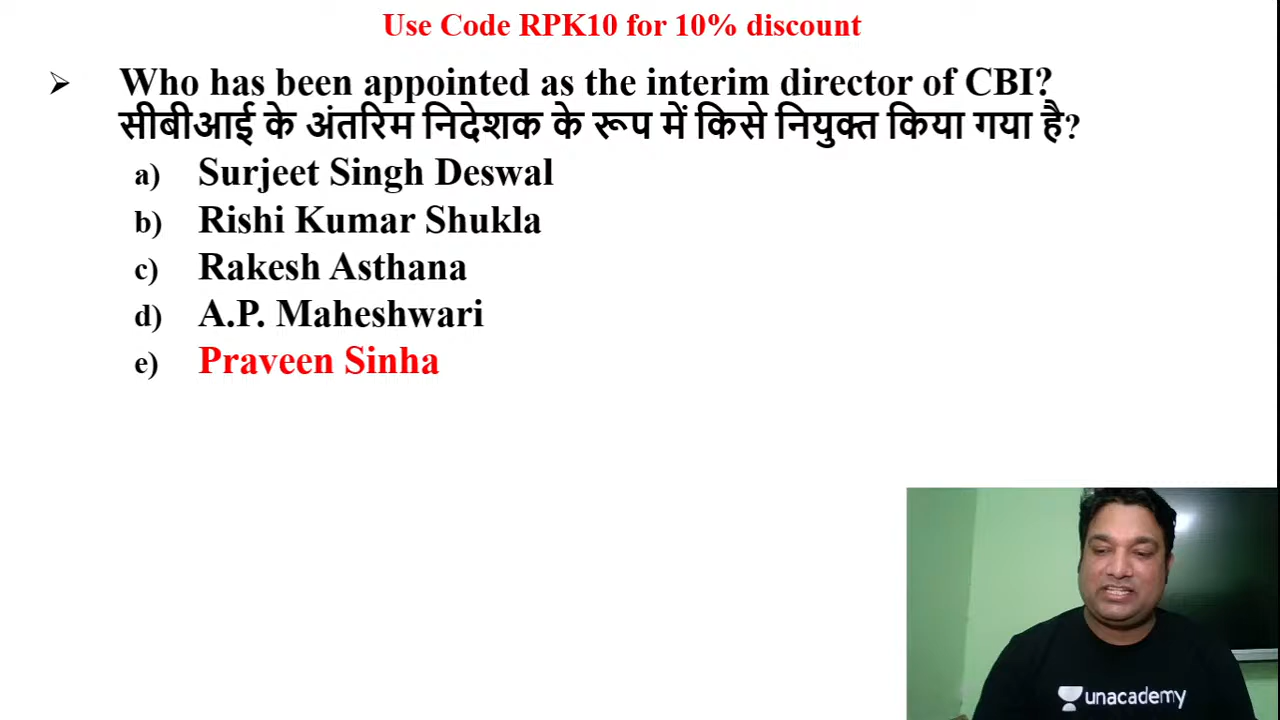 Use Code RPK10 for 10% discount
➢ Who has been appointed as the interim director of CBI?
सीबीआई के अंतरिम निदेशक के रूप में किसे नियुक्त किया गया है?
a) Surjeet Singh Deswal
b) Rishi Kumar Shukla
c) Rakesh Asthana
d) A.P. Maheshwari
e) Praveen Sinha
unacademy